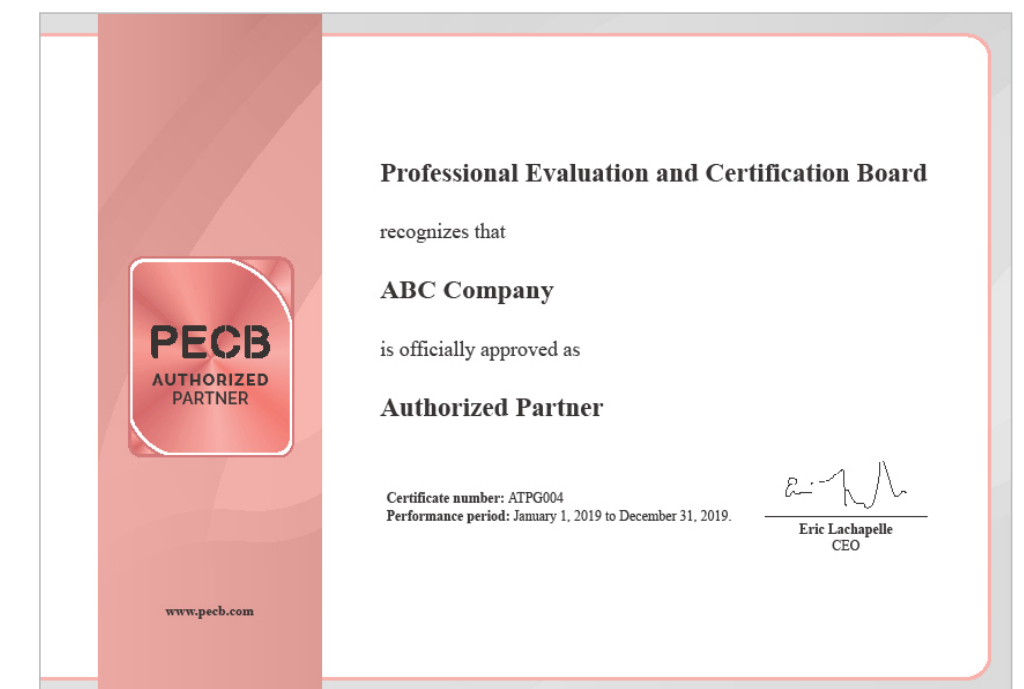 Professional Evaluation and Certification Board
recognizes that
ABC Company
is officially approved as
Authorized Partner
PECB
AUTHORIZED
PARTNER
Certificate number: ATPG004
Performance period: January 1, 2019 to December 31, 2019.
Eric Lachapelle
CEO
www.pecb.com